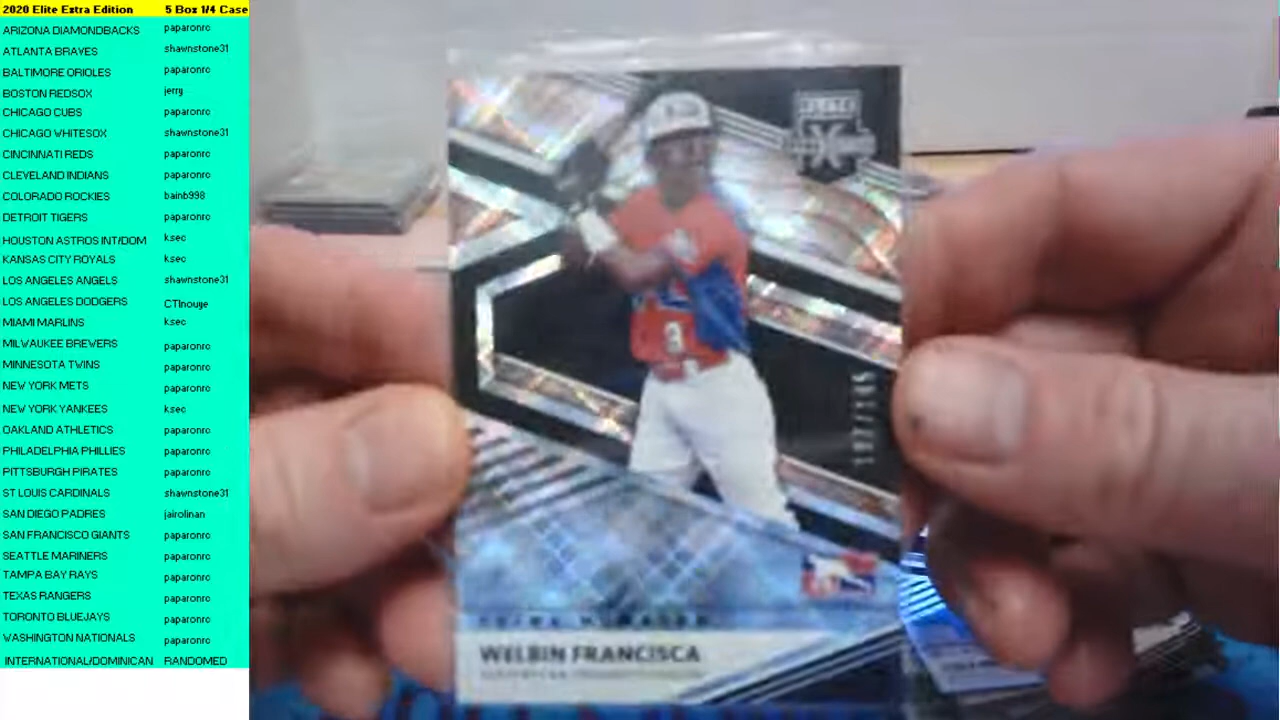 2020 Elite Extra Edition 5 Box 1/4 Case
ARIZONA DIAMONDBACKS paparonro
ATLANTA BRAVES shawnstone31
BALTIMORE ORIOLES paparonro
BOSTON REDSOX jerry
CHICAGO CUBS paparonro
CHICAGO WHITESOX shawnstone31
CINCINNATI REDS paparonro
CLEVELAND INDIANS paparonro
COLORADO ROCKIES bainb998
DETROIT TIGERS paparonro
HOUSTON ASTROS INT/DOM ksec
KANSAS CITY ROYALS ksec
LOS ANGELES ANGELS shawnstone31
LOS ANGELES DODGERS CTInouye
MIAMI MARLINS ksec
MILWAUKEE BREWERS paparonro
MINNESOTA TWINS paparonro
NEW YORK METS paparonro
NEW YORK YANKEES ksec
OAKLAND ATHLETICS paparonro
PHILADELPHIA PHILLIES paparonro
PITTSBURGH PIRATES paparonro
ST LOUIS CARDINALS shawnstone31
SAN DIEGO PADRES jairolinan
SAN FRANCISCO GIANTS paparonro
SEATTLE MARINERS paparonro
TAMPA BAY RAYS paparonro
TEXAS RANGERS paparonro
TORONTO BLUEJAYS paparonro
WASHINGTON NATIONALS paparonro
INTERNATIONAL/DOMINICAN RANDOMED
ELITE
WELBIN FRANCISCA